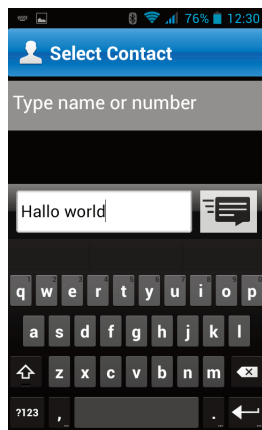 76% 12:30
Select Contact
Type name or number
Hallo world
q w e r t y u i o p
a s d f g h j k l
z x c v b n m
?123 , .